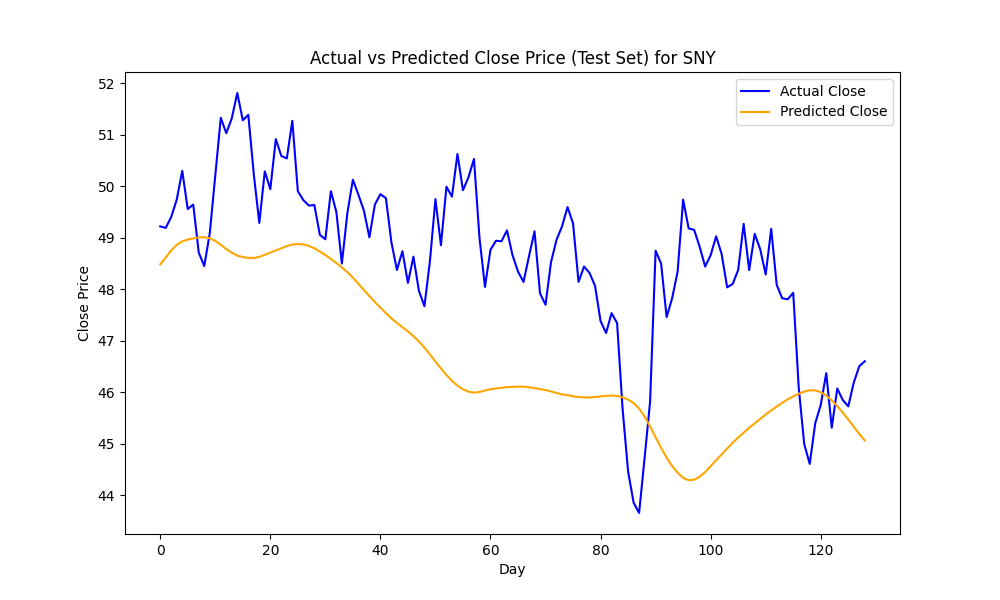 Actual vs Predicted Close Price (Test Set) for SNY
Actual Close
Predicted Close
Close Price
52
51
50
49
48
47
46
45
44
0 20 40 60 80 100 120
Day